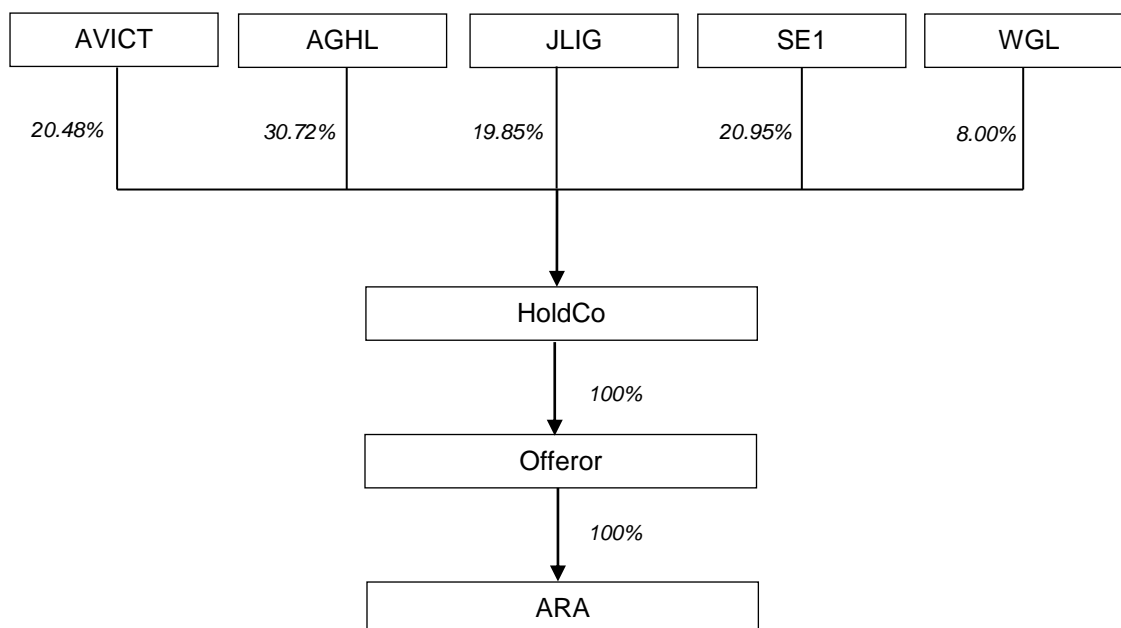 AVICT AGHL JLIG SE1 WGL
20.48% 30.72% 19.85% 20.95% 8.00%
HoldCo
100%
Offeror
100%
ARA